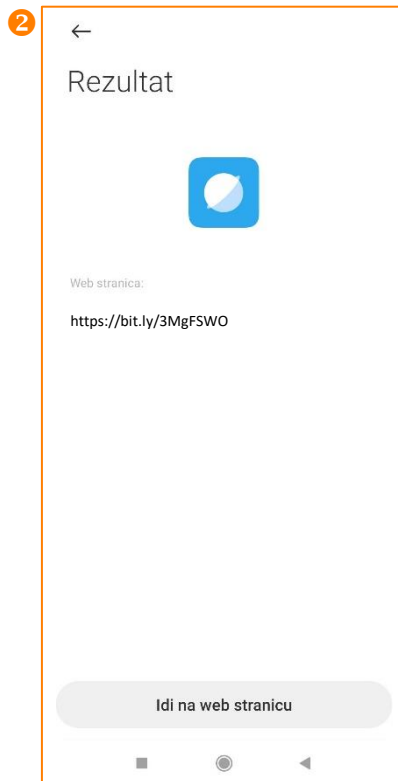 2
Rezultat
Web stranica:
https://bit.ly/3MgFSWO
Idi na web stranicu